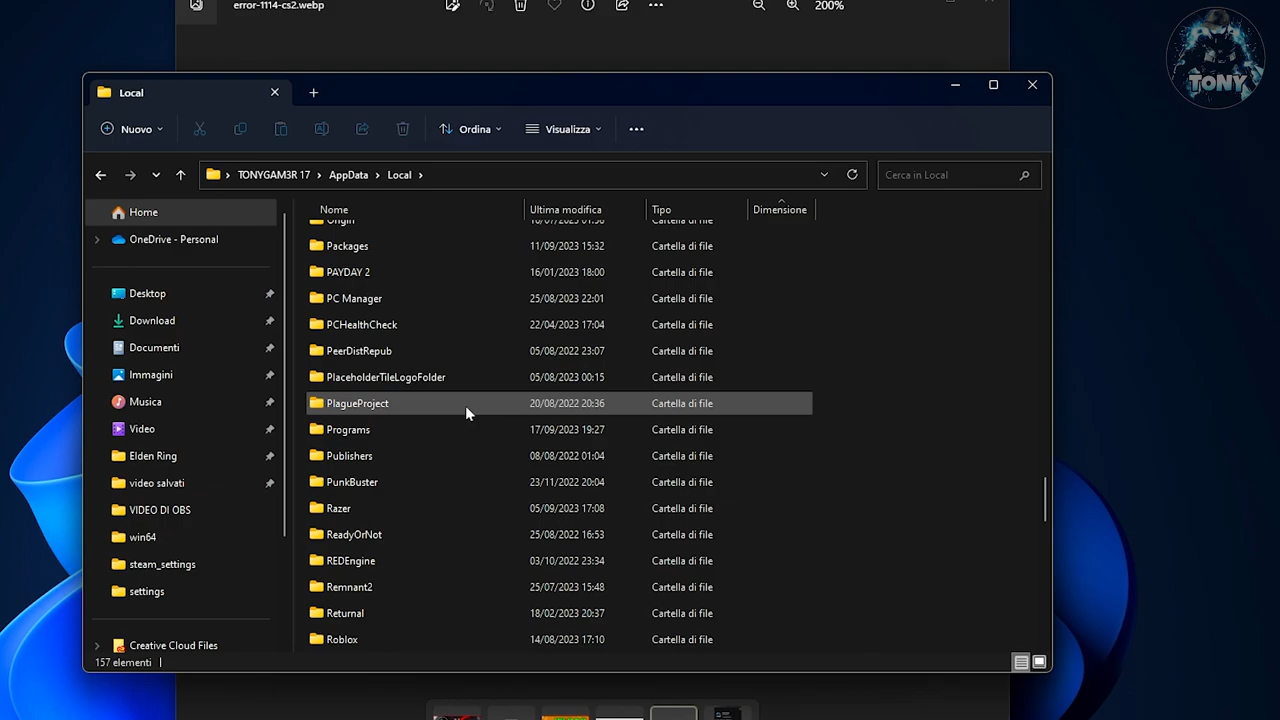 error-1114-cs2.webp
200%
TONY
Local
Nuovo
Ordina
Visualizza
TONYGAM3R 17 > AppData > Local >
Cerca in Local
Home
OneDrive - Personal
Desktop
Download
Documenti
Immagini
Musica
Video
Elden Ring
video salvati
VIDEO DI OBS
win64
steam_settings
settings
Creative Cloud Files
Nome Ultima modifica Tipo Dimensione
Origin 16/07/2023 01:38 Cartella di file
Packages 11/09/2023 15:32 Cartella di file
PAYDAY 2 16/01/2023 18:00 Cartella di file
PC Manager 25/08/2023 22:01 Cartella di file
PCHealthCheck 22/04/2023 17:04 Cartella di file
PeerDistRepub 05/08/2022 23:07 Cartella di file
PlaceholderTileLogoFolder 05/08/2023 00:15 Cartella di file
PlagueProject 20/08/2022 20:36 Cartella di file
Programs 17/09/2023 19:27 Cartella di file
Publishers 08/08/2022 01:04 Cartella di file
PunkBuster 23/11/2022 20:04 Cartella di file
Razer 05/09/2023 17:08 Cartella di file
ReadyOrNot 25/08/2022 16:53 Cartella di file
REDEngine 03/10/2022 23:34 Cartella di file
Remnant2 25/07/2023 15:48 Cartella di file
Returnal 18/02/2023 20:37 Cartella di file
Roblox 14/08/2023 17:10 Cartella di file
157 elementi